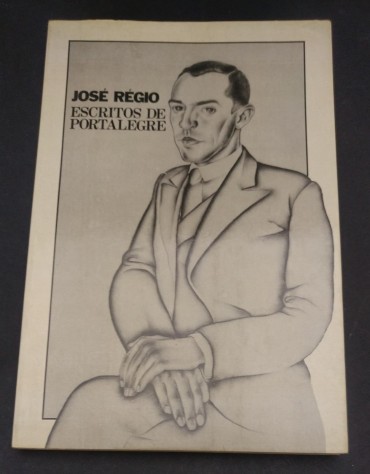 JOSÉ RÉGIO
ESCRITOS DE
PORTALEGRE